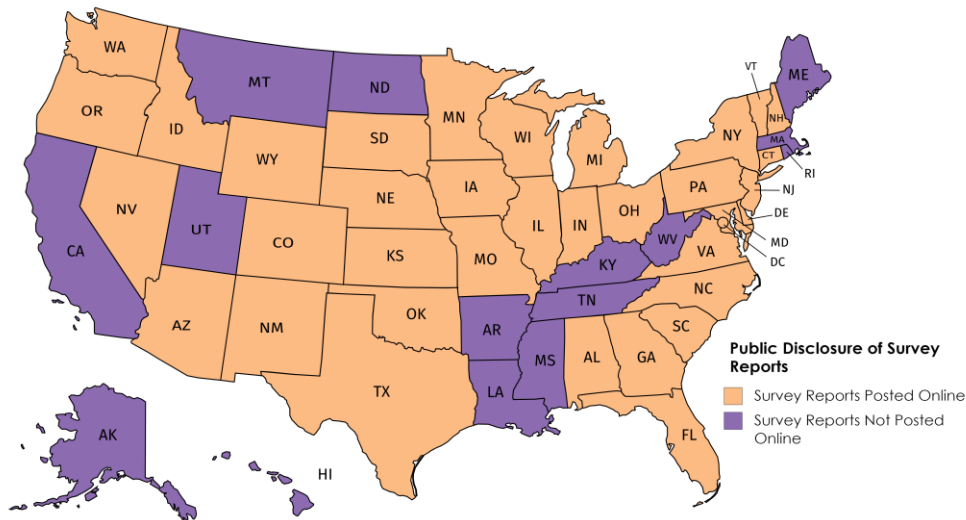 WA
MT
ND
ME
VT
OR
MN
NH
ID
SD
WI
NY
MA
WY
MI
CT
RI
IA
PA
NJ
NE
NV
OH
DE
IL
IN
UT
CO
WV
MD
CA
VA
KS
MO
KY
DC
NC
TN
OK
AZ
NM
AR
SC
MS
AL
GA
Public Disclosure of Survey
Reports
TX
LA
Survey Reports Posted Online
Survey Reports Not Posted
Online
FL
AK
HI